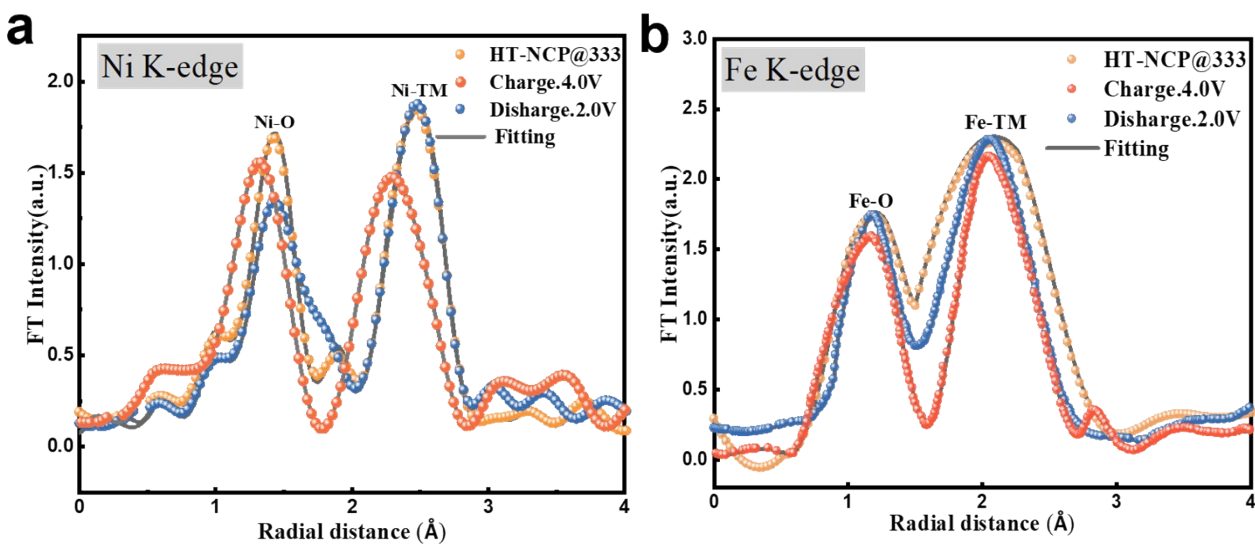 a
Ni K-edge
HT-NCP@333
Charge.4.0V
Disharge.2.0V
Fitting
Ni-O
Ni-TM
2.0
1.5
1.0
0.5
0.0
0 1 2 3 4
FT Intensity(a.u.)
Radial distance (Å)
b
Fe K-edge
HT-NCP@333
Charge.4.0V
Disharge.2.0V
Fitting
Fe-O
Fe-TM
3.0
2.5
2.0
1.5
1.0
0.5
0.0
0 1 2 3 4
FT Intensity(a.u.)
Radial distance (Å)